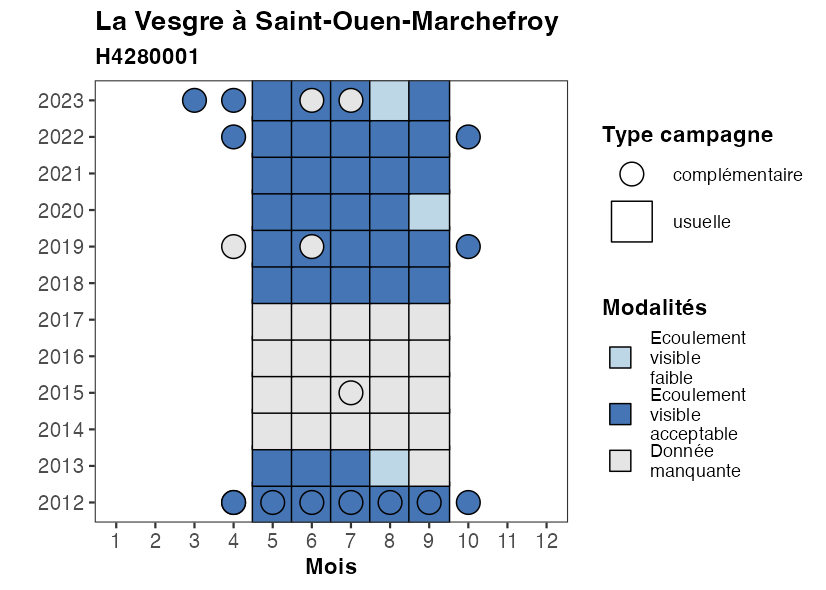 La Vesgre à Saint-Ouen-Marchefroy
H4280001
2023
2022
2021
2020
2019
2018
2017
2016
2015
2014
2013
2012
1 2 3 4 5 6 7 8 9 10 11 12
Mois
Type campagne
complémentaire
usuelle
Modalités
Ecoulement
visible
faible
Ecoulement
visible
acceptable
Donnée
manquante